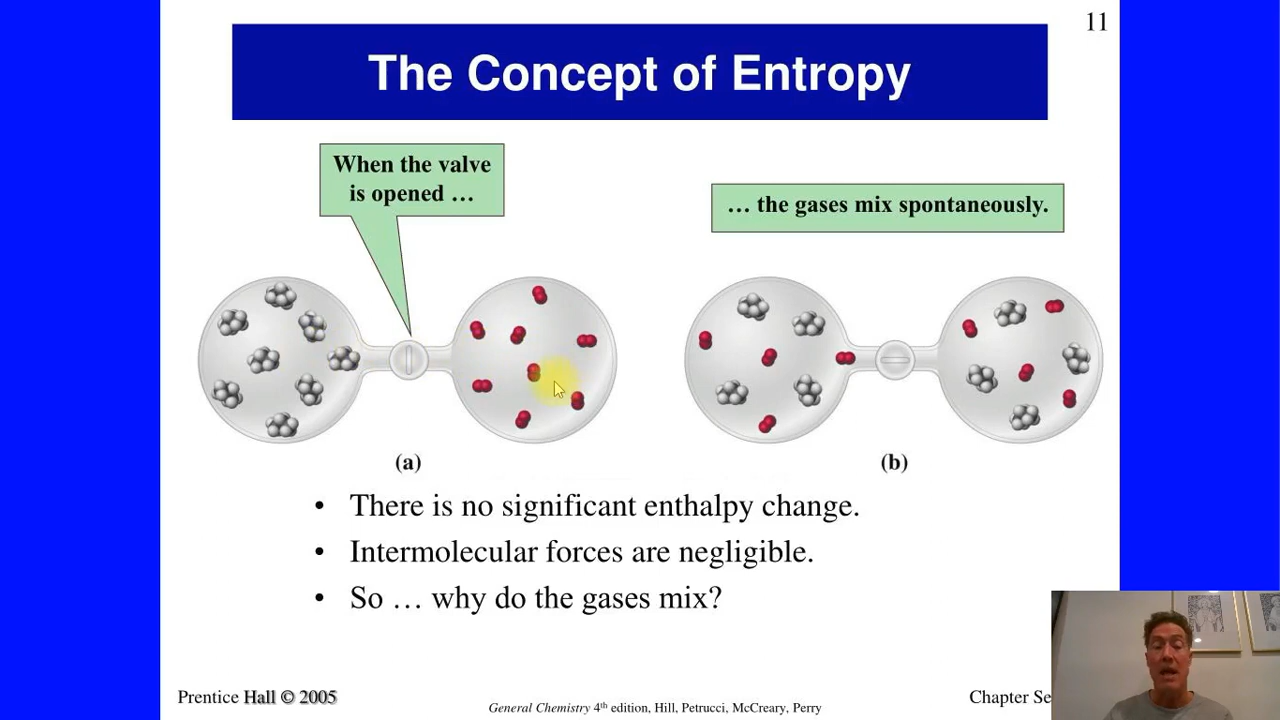 11
The Concept of Entropy
When the valve
is opened …
… the gases mix spontaneously.
(a)
(b)
• There is no significant enthalpy change.
• Intermolecular forces are negligible.
• So … why do the gases mix?
Prentice Hall © 2005
General Chemistry 4th edition, Hill, Petrucci, McCreary, Perry
Chapter